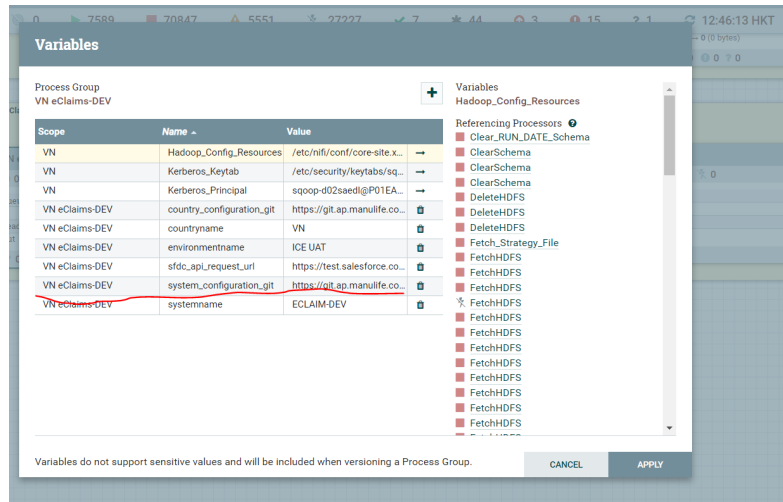 0 7589 70847 5551 27227 7 44 3 15 ? 1 12:46:13 HKT
0 (0 bytes)
0 ? 0
Variables
Process Group
VN eClaims-DEV
Variables
Hadoop_Config_Resources
Scope Name Value
VN Hadoop_Config_Resources /etc/nifi/conf/core-site.x...
VN Kerberos_Keytab /etc/security/keytabs/sq...
VN Kerberos_Principal sqoop-d02saedl@P01EA...
VN eClaims-DEV country_configuration_git https://git.ap.manulife.co...
VN eClaims-DEV countryname VN
VN eClaims-DEV environmentname ICE UAT
VN eClaims-DEV sfdc_api_request_url https://test.salesforce.co...
VN eClaims-DEV system_configuration_git https://git.ap.manulife.co...
VN eClaims-DEV systemname ECLAIM-DEV
Referencing Processors ?
Clear_RUN_DATE_Schema
ClearSchema
ClearSchema
ClearSchema
DeleteHDFS
DeleteHDFS
DeleteHDFS
Fetch_Strategy_File
FetchHDFS
FetchHDFS
FetchHDFS
FetchHDFS
FetchHDFS
FetchHDFS
FetchHDFS
FetchHDFS
FetchHDFS
FetchHDFS
FetchHDFS
Variables do not support sensitive values and will be included when versioning a Process Group.
CANCEL APPLY